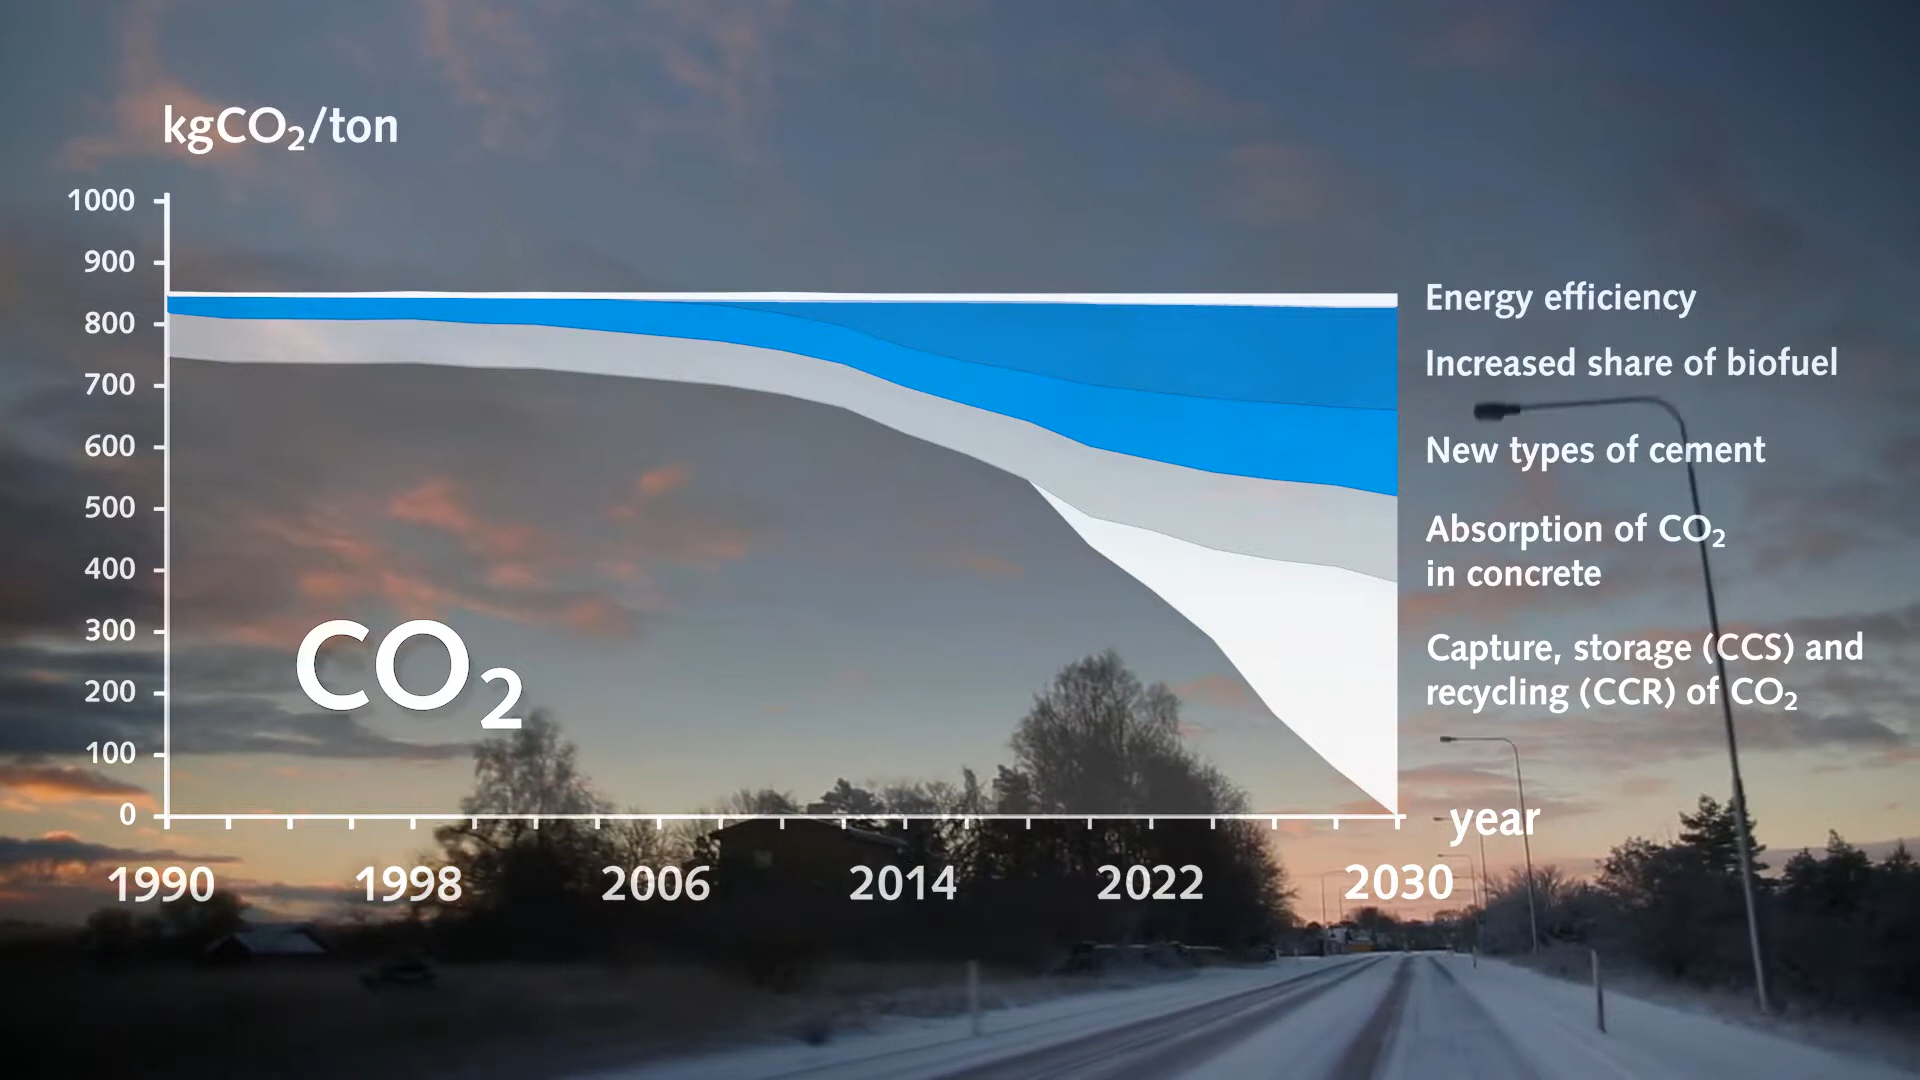 kgCO₂/ton
1000
900
800
700
600
500
400
300
200
100
0
CO₂
1990
1998
2006
2014
2022
2030
year
Energy efficiency
Increased share of biofuel
New types of cement
Absorption of CO₂
in concrete
Capture, storage (CCS) and
recycling (CCR) of CO₂